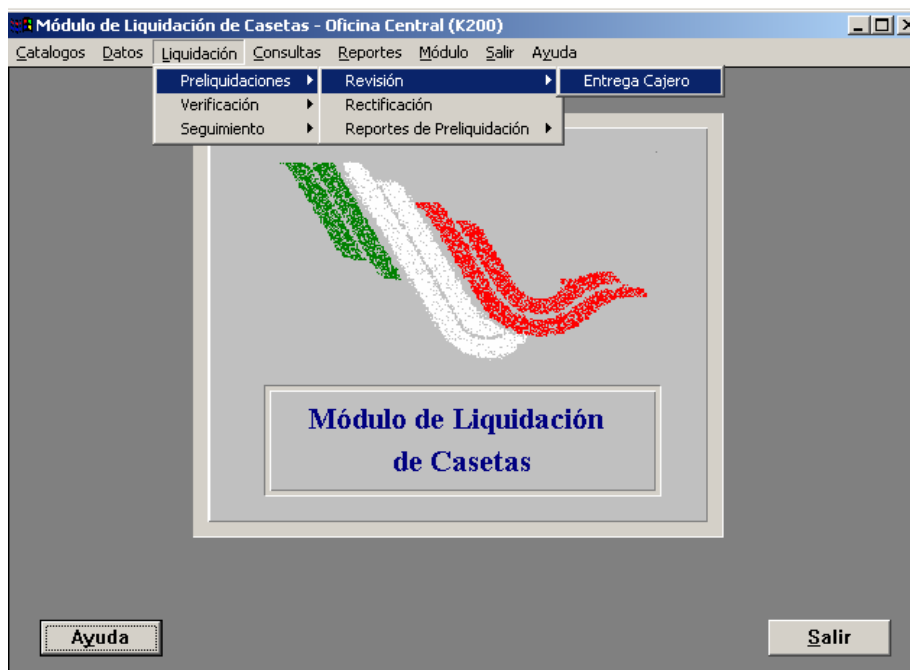 Módulo de Liquidación de Casetas - Oficina Central (K200)
Catalogos Datos Liquidación Consultas Reportes Módulo Salir Ayuda
Preliquidaciones Revisión Entrega Cajero
Verificación Rectificación
Seguimiento Reportes de Preliquidación
Módulo de Liquidación
de Casetas
Ayuda Salir